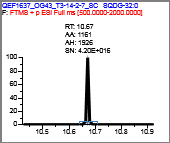 QEF1637_OG43_T3-14-2-7_SC SQDG-32:0
F: FTMS + p ESI Full ms [500.0000-2000.0000]
RT: 10.67
AA: 1161
AH: 1926
SN: 4.20E+016
100
80
60
40
20
0
10.5 10.6 10.7 10.8 10.9